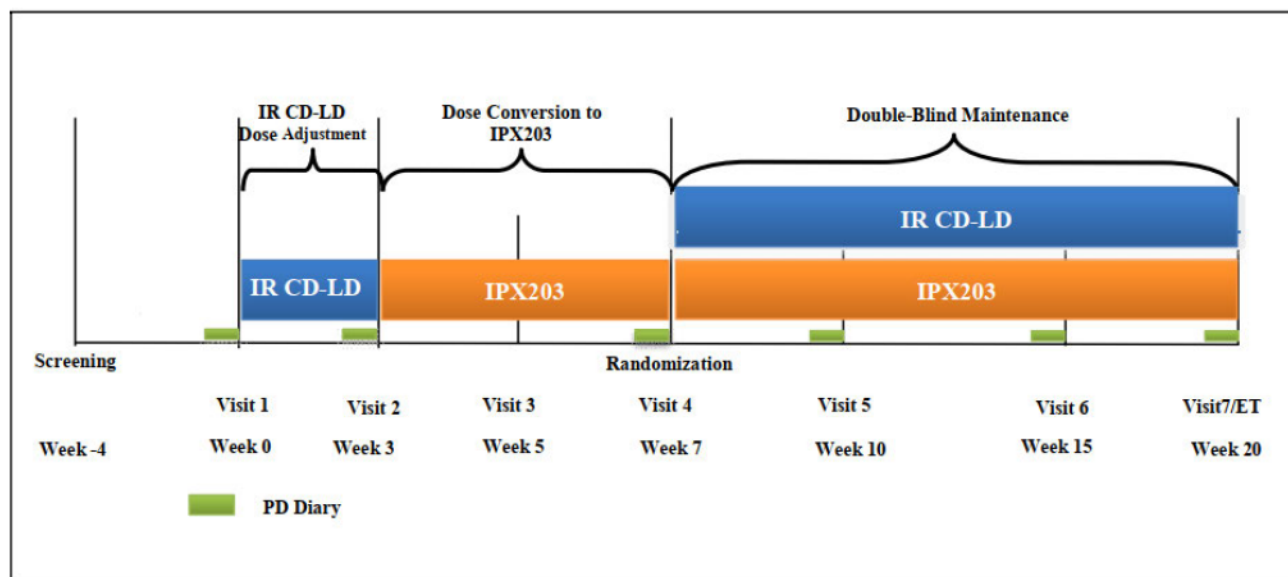 IR CD-LD
Dose Adjustment
Dose Conversion to
IPX203
Double-Blind Maintenance
IR CD-LD
IR CD-LD
IPX203
IPX203
Screening
Randomization
Visit 1
Visit 2
Visit 3
Visit 4
Visit 5
Visit 6
Visit7/ET
Week -4
Week 0
Week 3
Week 5
Week 7
Week 10
Week 15
Week 20
PD Diary